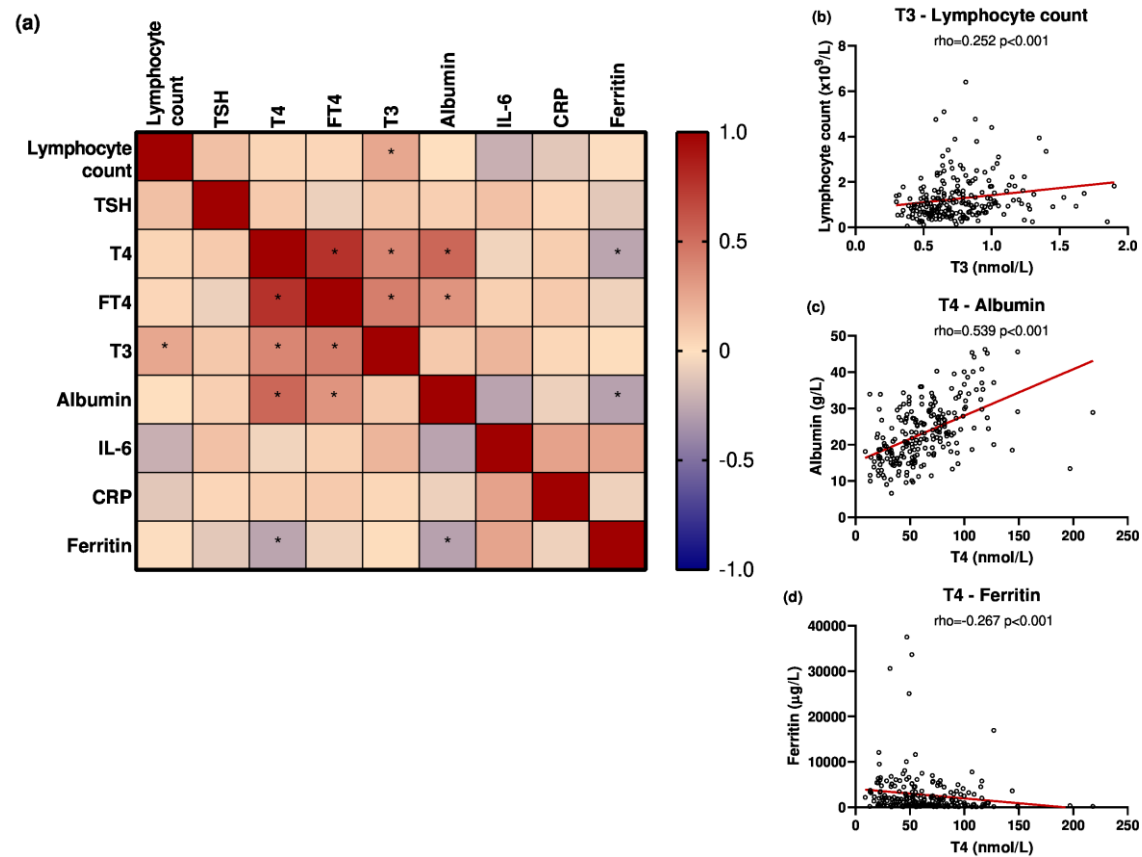 (a)
Lymphocyte
count
TSH
T4
FT4
T3
Albumin
IL-6
CRP
Ferritin
Lymphocyte
count
*
TSH
T4
* * * *
FT4
* * *
T3
* * *
Albumin
* * *
IL-6
CRP
Ferritin
* *
1.0
0.5
0
-0.5
-1.0
(b)
T3 - Lymphocyte count
rho=0.252 p<0.001
Lymphocyte count (x10^9/L)
8
6
4
2
0
0.0 0.5 1.0 1.5 2.0
T3 (nmol/L)
(c)
T4 - Albumin
rho=0.539 p<0.001
Albumin (g/L)
50
40
30
20
10
0
0 50 100 150 200 250
T4 (nmol/L)
(d)
T4 - Ferritin
rho=-0.267 p<0.001
Ferritin (µg/L)
40000
30000
20000
10000
0
0 50 100 150 200 250
T4 (nmol/L)